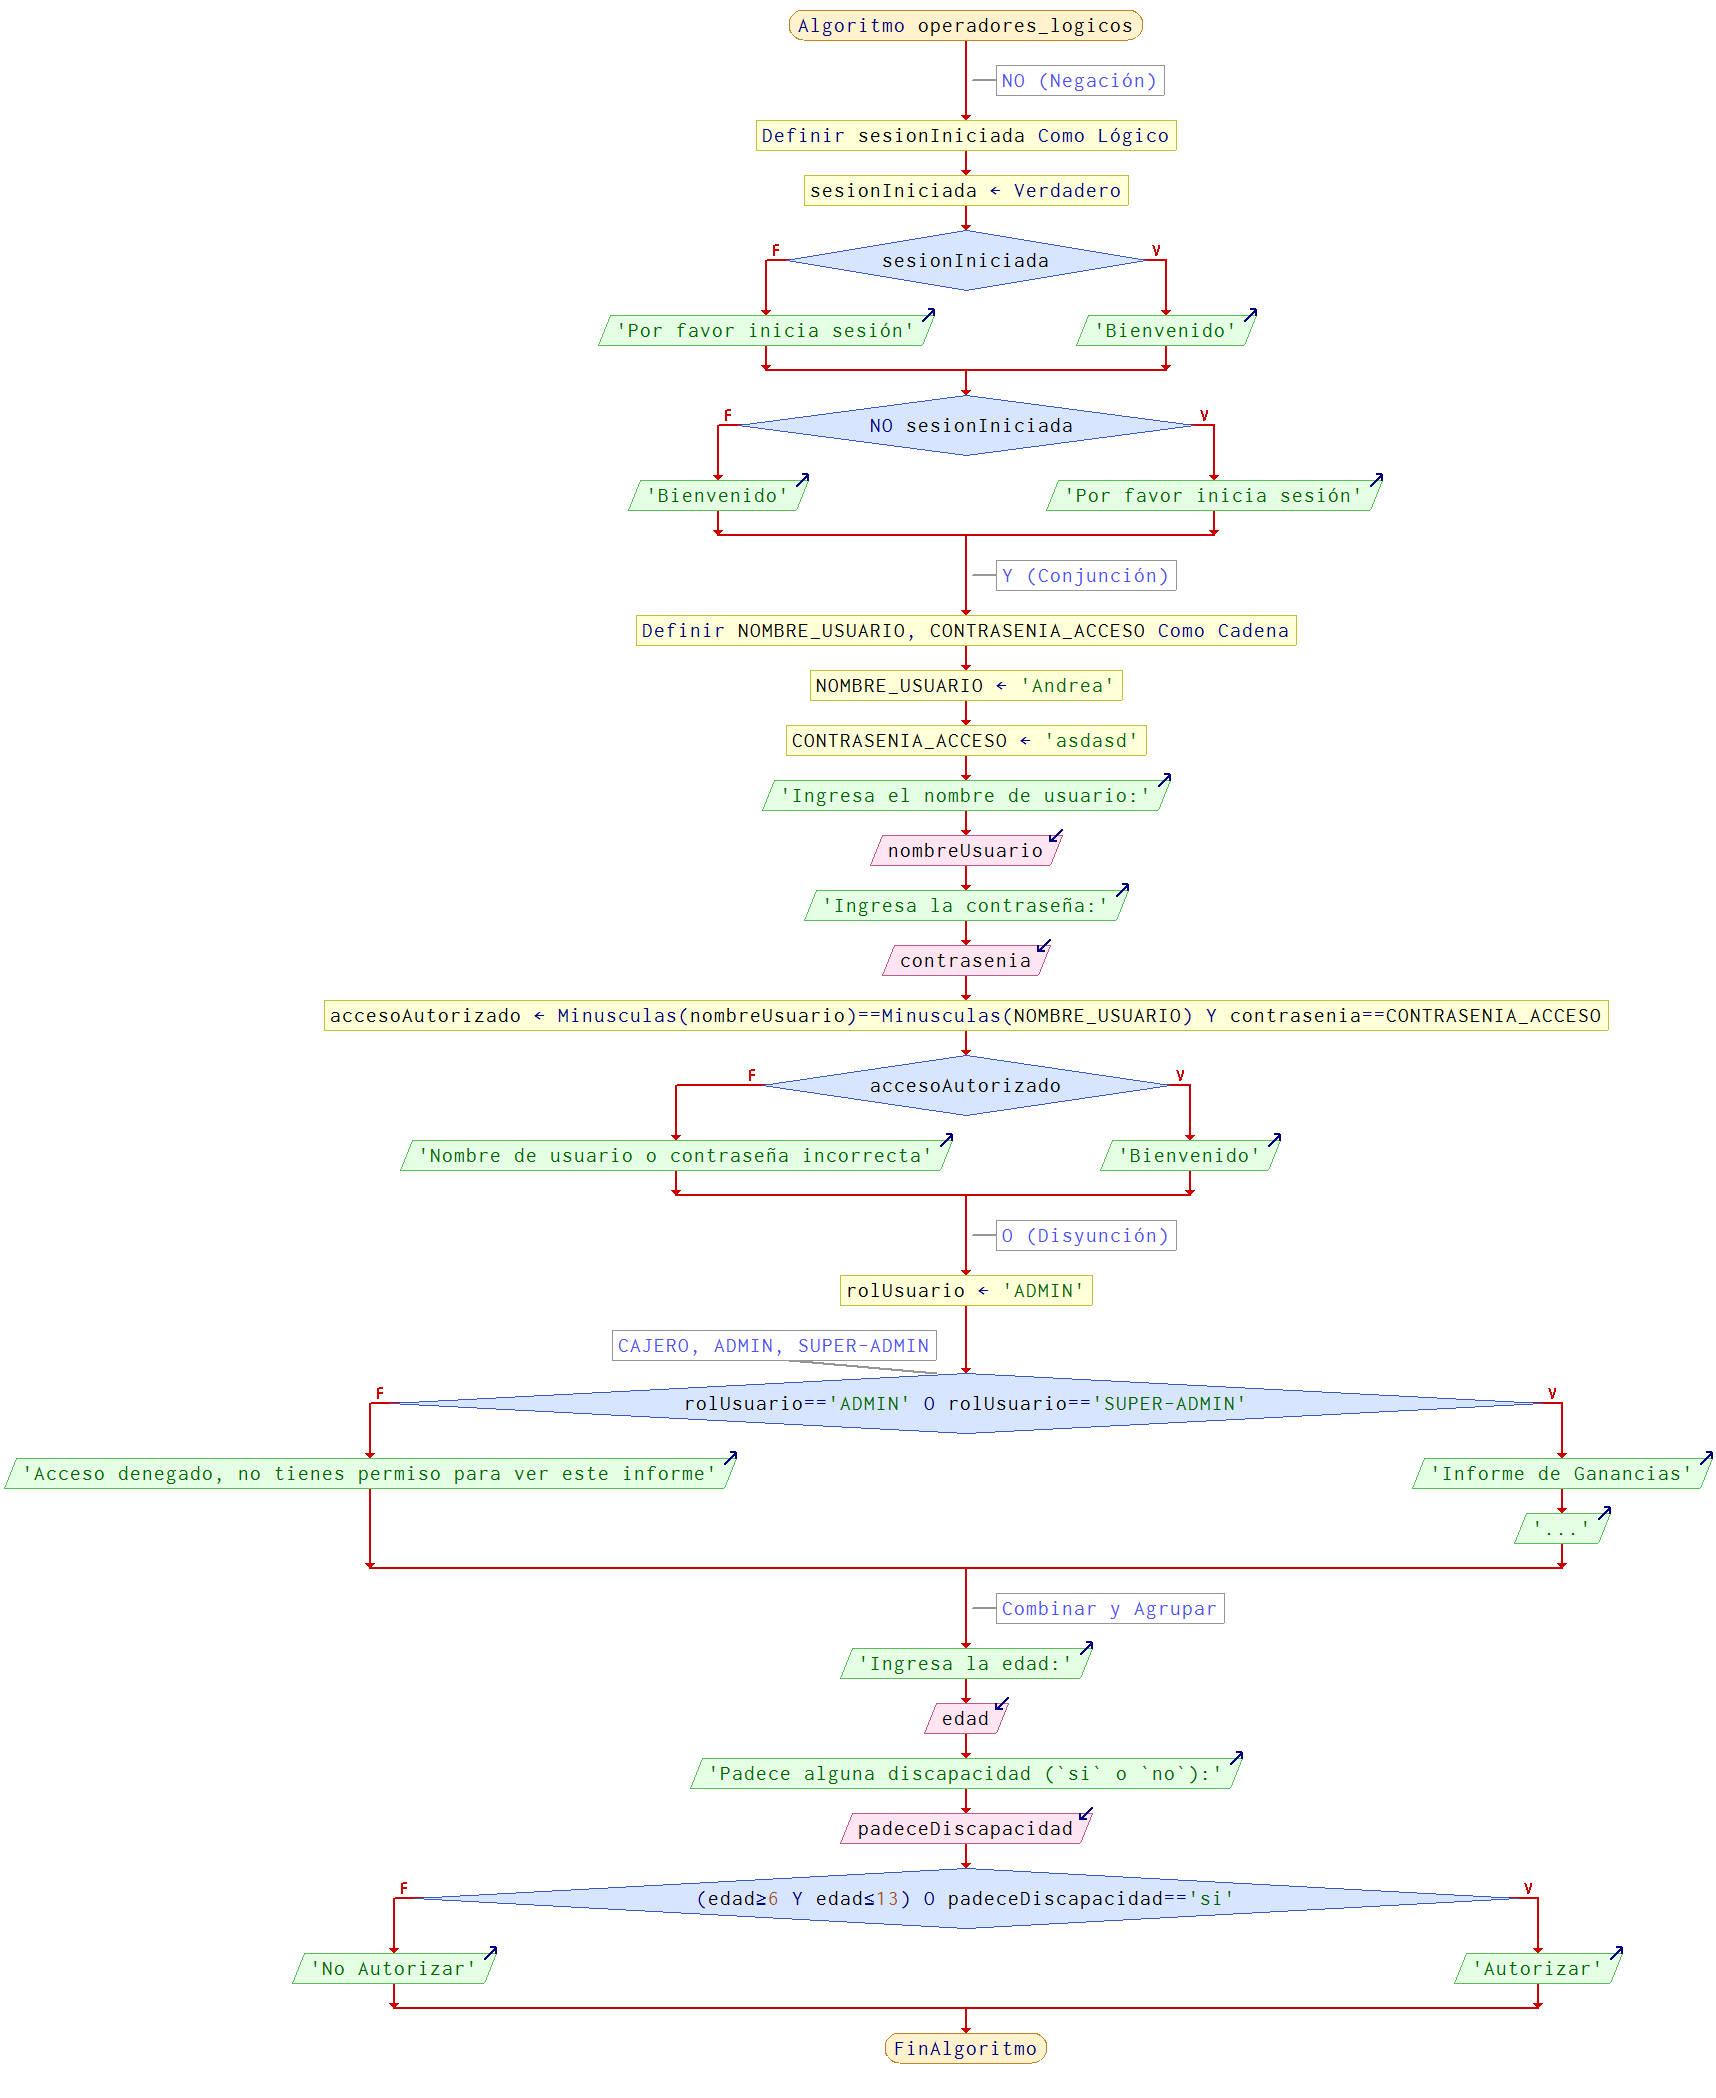 Algoritmo operadores_logicos
NO (Negación)
Definir sesionIniciada Como Lógico
sesionIniciada ← Verdadero
F
V
sesionIniciada
'Por favor inicia sesión'
'Bienvenido'
F
V
NO sesionIniciada
'Bienvenido'
'Por favor inicia sesión'
Y (Conjunción)
Definir NOMBRE_USUARIO, CONTRASENIA_ACCESO Como Cadena
NOMBRE_USUARIO ← 'Andrea'
CONTRASENIA_ACCESO ← 'asdasd'
'Ingresa el nombre de usuario:'
nombreUsuario
'Ingresa la contraseña:'
contrasenia
accesoAutorizado ← Minusculas(nombreUsuario)==Minusculas(NOMBRE_USUARIO) Y contrasenia==CONTRASENIA_ACCESO
F
V
accesoAutorizado
'Nombre de usuario o contraseña incorrecta'
'Bienvenido'
O (Disyunción)
rolUsuario ← 'ADMIN'
CAJERO, ADMIN, SUPER-ADMIN
F
V
rolUsuario=='ADMIN' O rolUsuario=='SUPER-ADMIN'
'Acceso denegado, no tienes permiso para ver este informe'
'Informe de Ganancias'
'...'
Combinar y Agrupar
'Ingresa la edad:'
edad
'Padece alguna discapacidad (`si` o `no`):'
padeceDiscapacidad
F
V
(edad≥6 Y edad≤13) O padeceDiscapacidad=='si'
'No Autorizar'
'Autorizar'
FinAlgoritmo